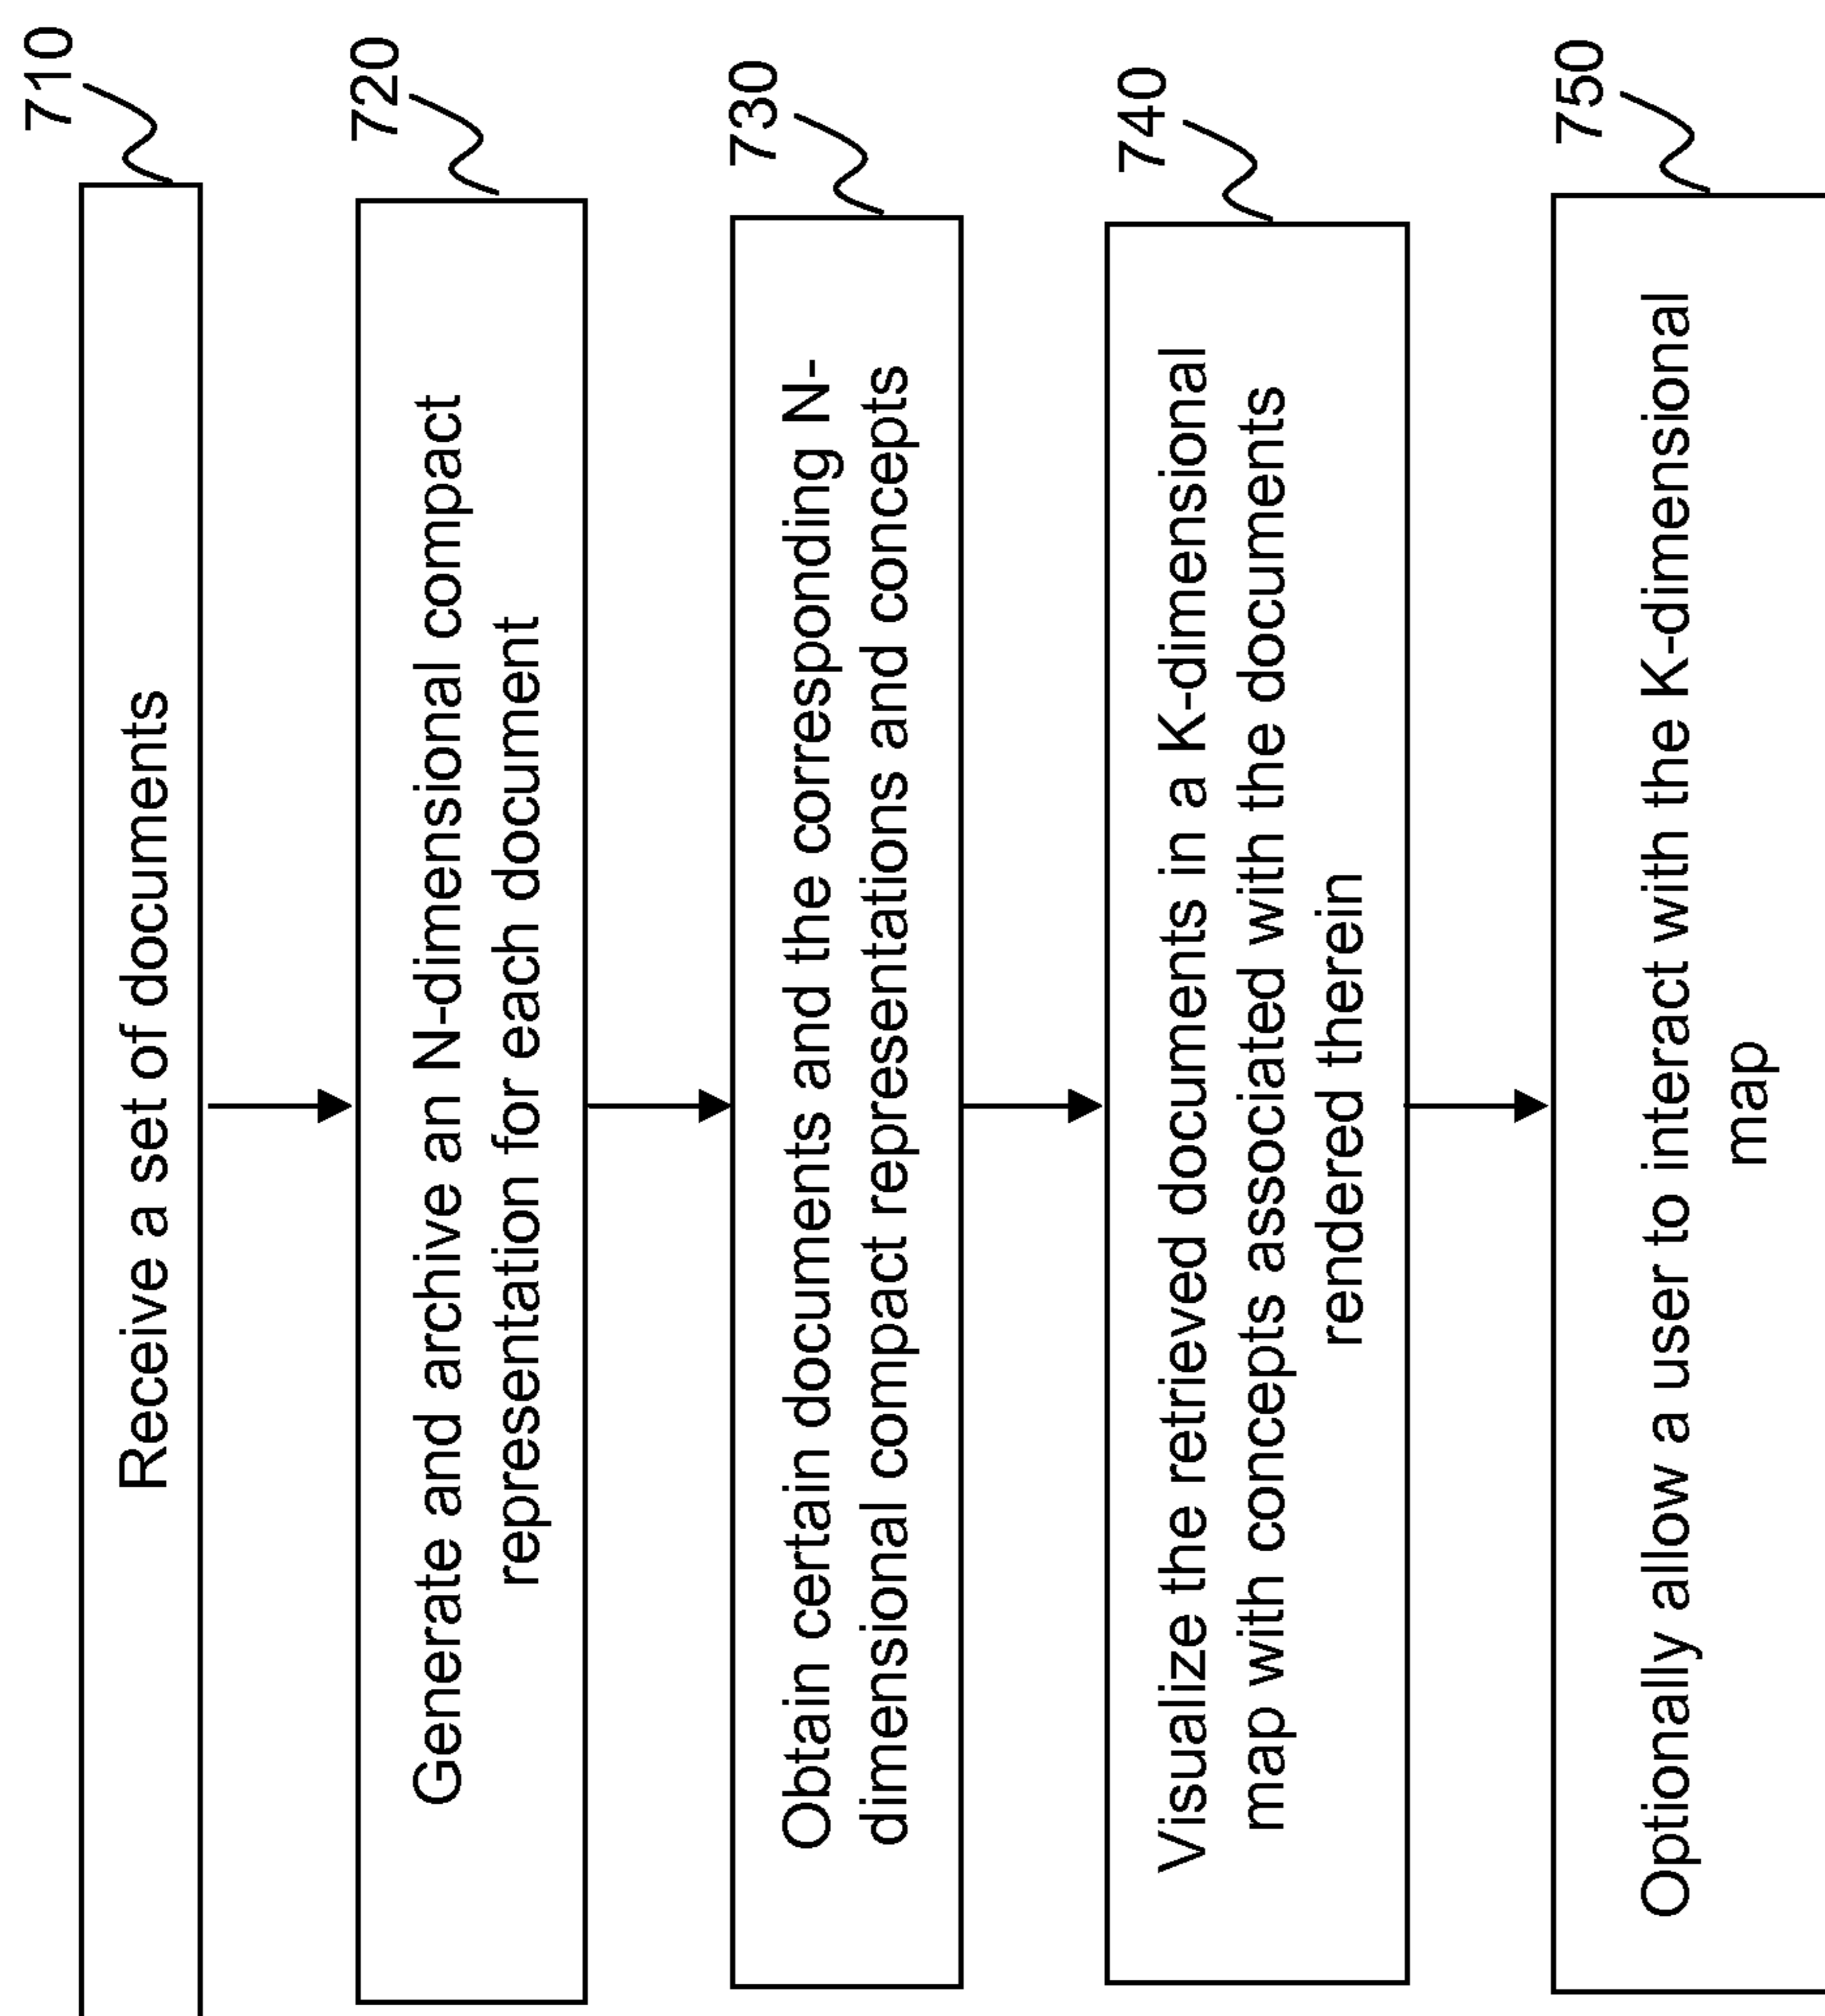 710
Receive a set of documents
720
Generate and archive an N-dimensional compact
representation for each document
730
Obtain certain documents and the corresponding N-
dimensional compact representations and concepts
740
Visualize the retrieved documents in a K-dimensional
map with concepts associated with the documents
rendered therein
750
Optionally allow a user to interact with the K-dimensional
map